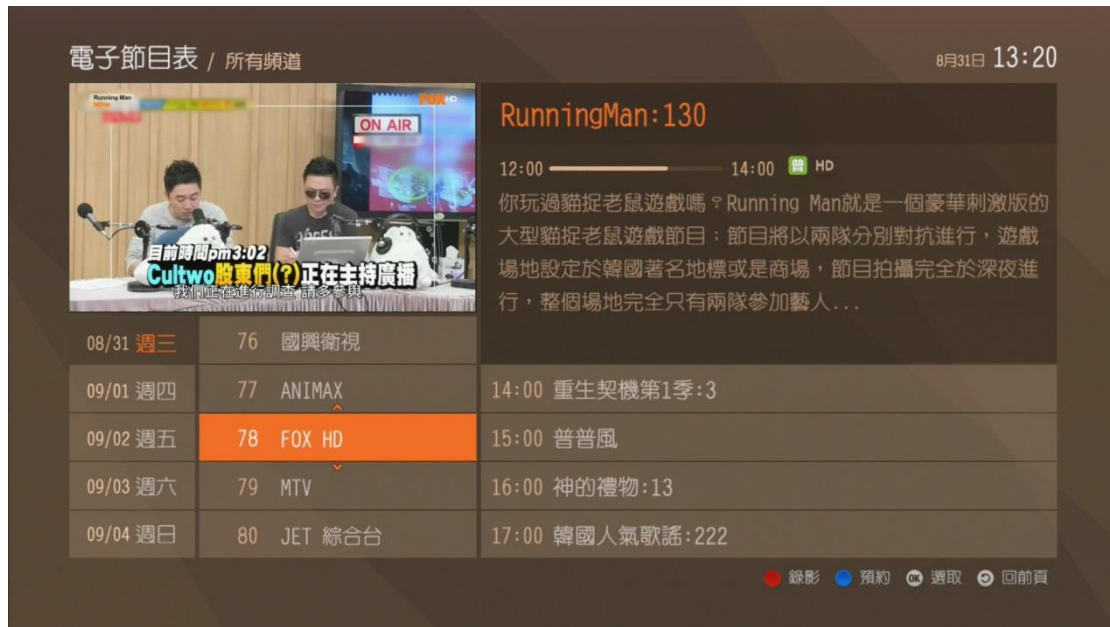 電子節目表 / 所有頻道
8月31日 13:20
Running Man
NOW
FOX HD
ON AIR
目前時間pm3:02
Cultwo股東們(?)正在主持廣播
我們正在進行調查 請多參與
RunningMan:130
12:00 14:00 普 HD
你玩過貓捉老鼠遊戲嗎？Running Man就是一個豪華刺激版的
大型貓捉老鼠遊戲節目：節目將以兩隊分別對抗進行，遊戲
場地設定於韓國著名地標或是商場，節目拍攝完全於深夜進
行，整個場地完全只有兩隊參加藝人...
08/31 週三
09/01 週四
09/02 週五
09/03 週六
09/04 週日
76 國興衛視
77 ANIMAX
78 FOX HD
79 MTV
80 JET 綜合台
14:00 重生契機第1季:3
15:00 普普風
16:00 神的禮物:13
17:00 韓國人氣歌謠:222
錄影 預約 OK 選取 回前頁